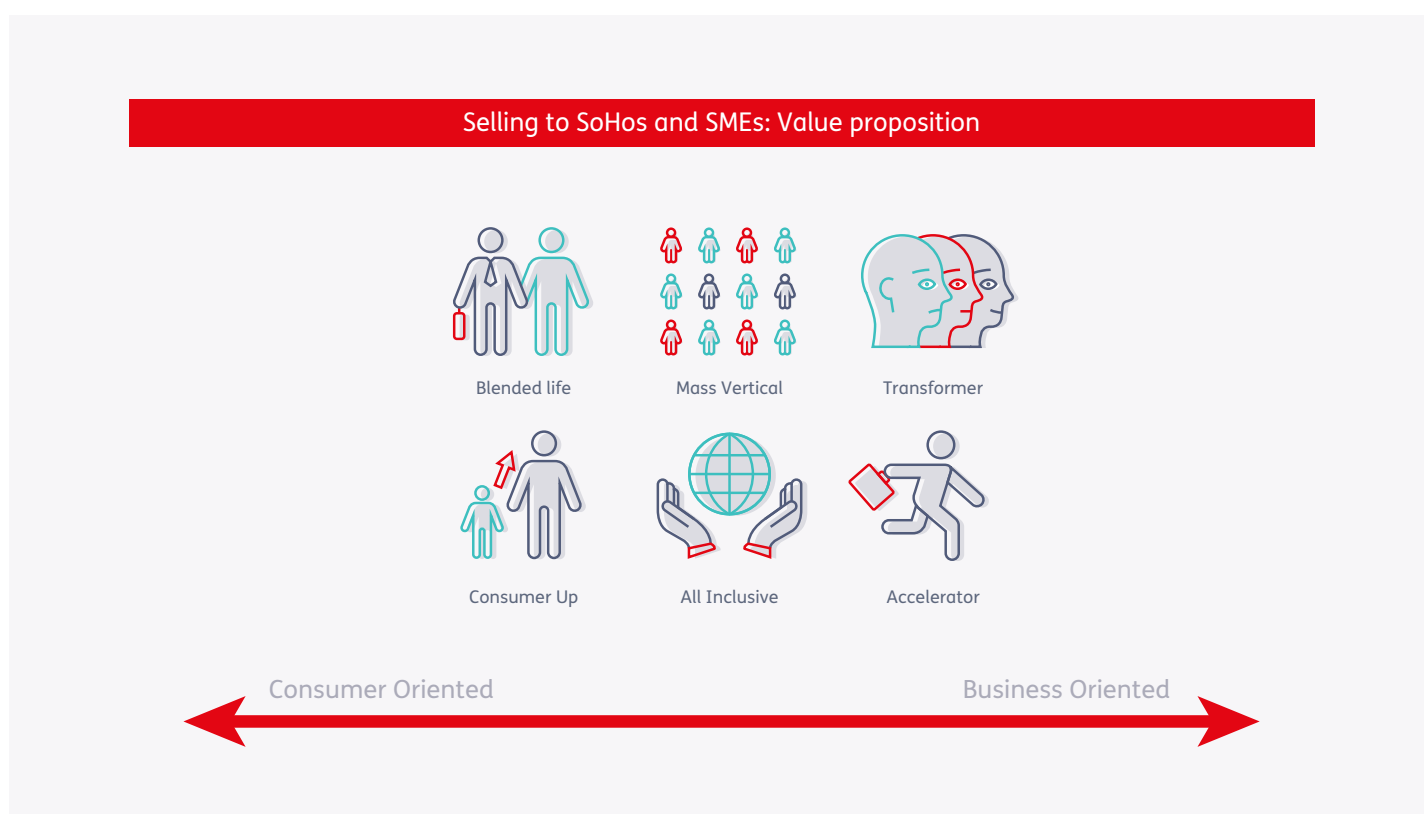 Selling to SoHos and SMEs: Value proposition
Blended life
Mass Vertical
Transformer
Consumer Up
All Inclusive
Accelerator
Consumer Oriented
Business Oriented